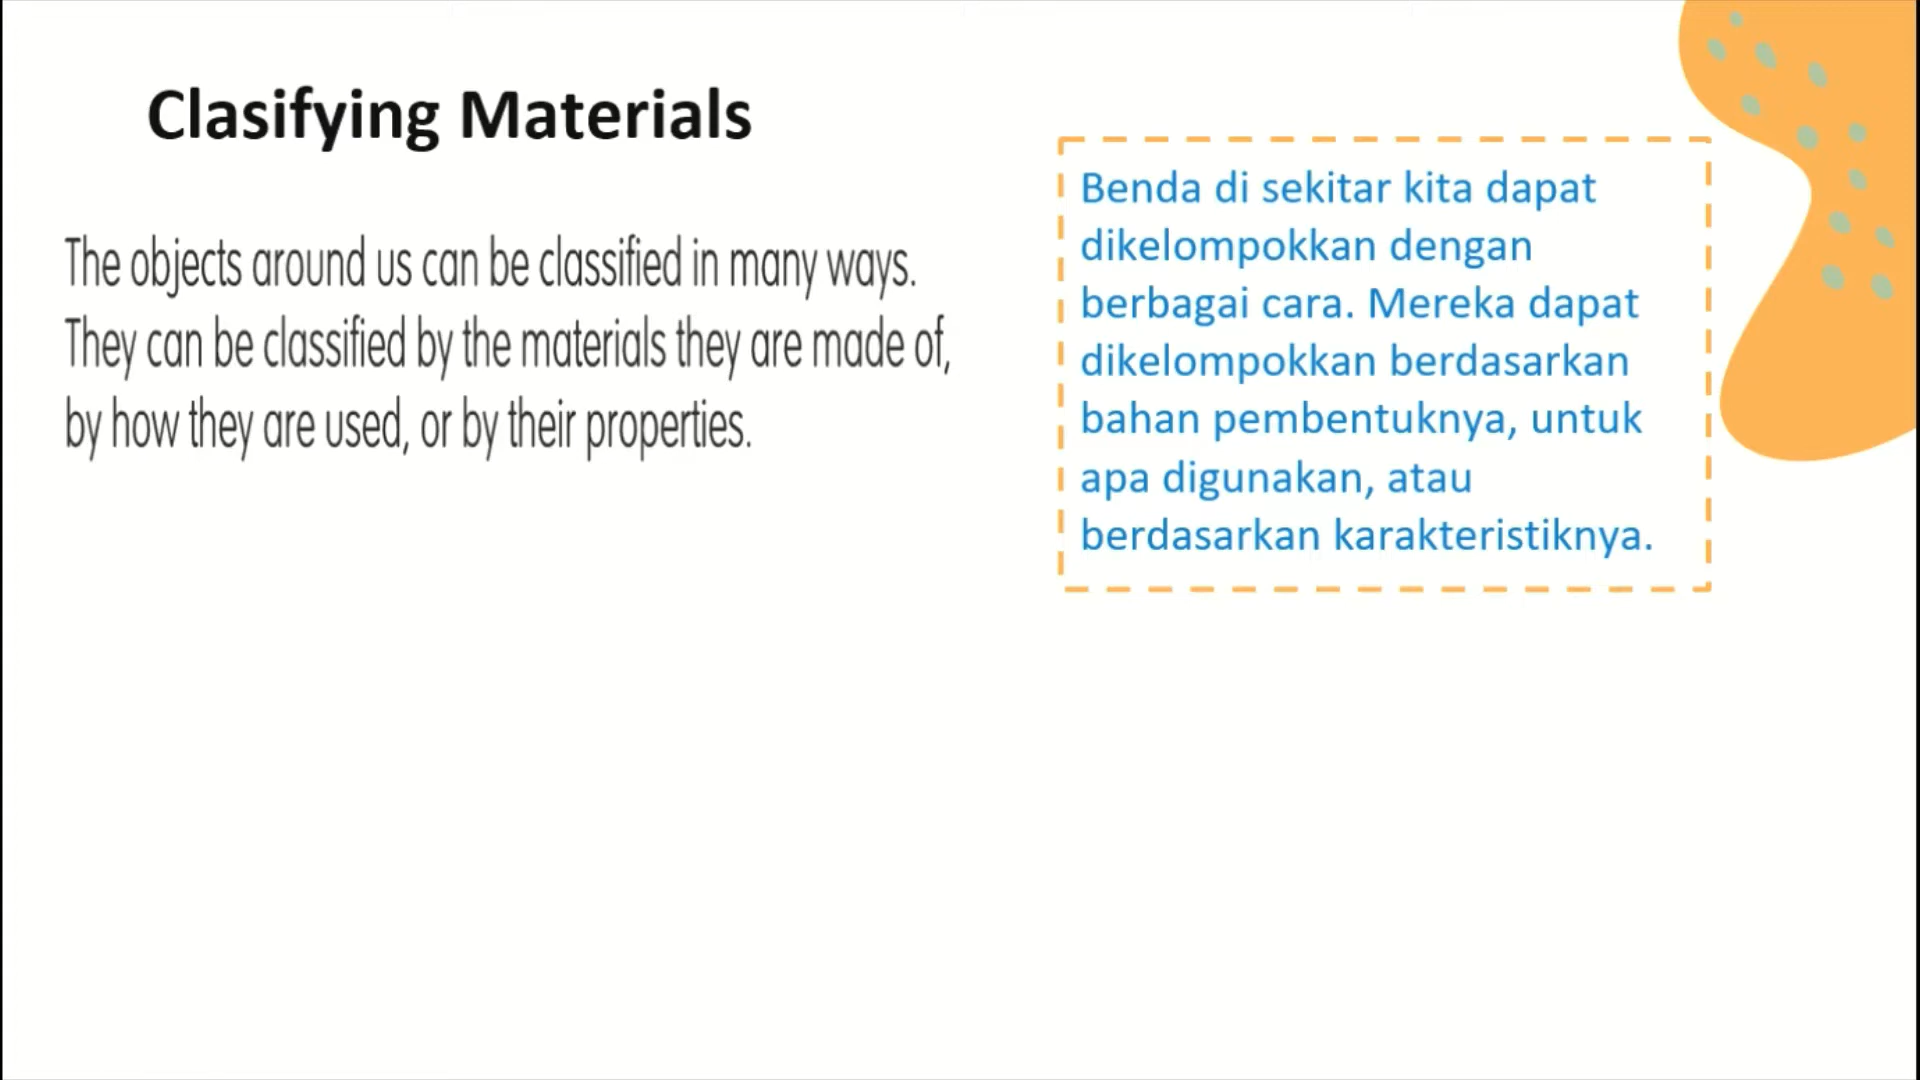 Clasifying Materials
The objects around us can be classified in many ways.
They can be classified by the materials they are made of,
by how they are used, or by their properties.
Benda di sekitar kita dapat
dikelompokkan dengan
berbagai cara. Mereka dapat
dikelompokkan berdasarkan
bahan pembentuknya, untuk
apa digunakan, atau
berdasarkan karakteristiknya.